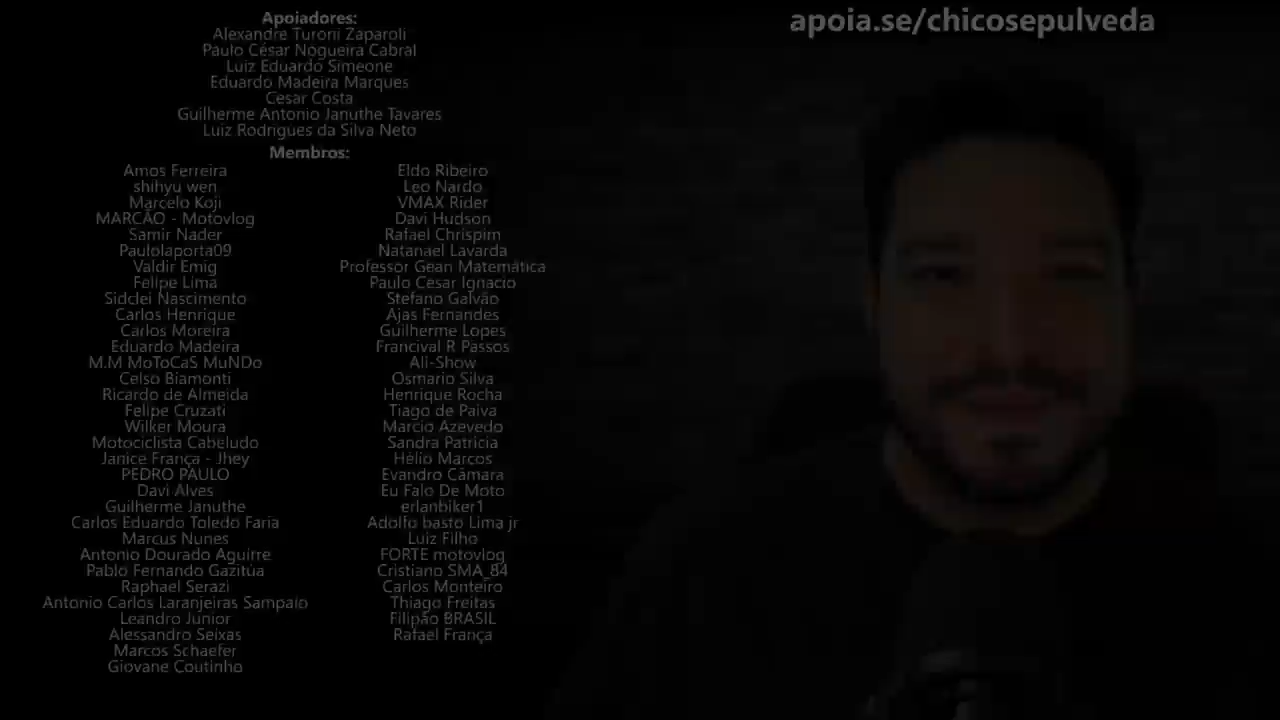 Apoiadores:
Alexandre Turoni Zaparoli
Paulo César Nogueira Cabral
Luiz Eduardo Simeone
Eduardo Madeira Marques
Cesar Costa
Guilherme Antonio Januthe Tavares
Luiz Rodrigues da Silva Neto
Membros:
Amos Ferreira
shihyu wen
Marcelo Koji
MARCÃO - Motovlog
Samir Nader
Paulolaporta09
Valdir Emig
Felipe Lima
Sidclei Nascimento
Carlos Henrique
Carlos Moreira
Eduardo Madeira
M.M MoToCaS MuNDo
Celso Biamonti
Ricardo de Almeida
Felipe Cruzati
Wilker Moura
Motociclista Cabeludo
Janice França - Jhey
PEDRO PAULO
Davi Alves
Guilherme Januthe
Carlos Eduardo Toledo Faria
Marcus Nunes
Antonio Dourado Aguirre
Pablo Fernando Gazitúa
Raphael Serazi
Antonio Carlos Laranjeiras Sampaio
Leandro Junior
Alessandro Seixas
Marcos Schaefer
Giovane Coutinho
Eldo Ribeiro
Leo Nardo
VMAX Rider
Davi Hudson
Rafael Chrispim
Natanael Lavarda
Professor Gean Matemática
Paulo Cesar Ignacio
Stefano Galvão
Ajas Fernandes
Guilherme Lopes
Francival R Passos
All-Show
Osmario Silva
Henrique Rocha
Tiago de Paiva
Marcio Azevedo
Sandra Patricia
Hélio Marcos
Evandro Câmara
Eu Falo De Moto
erlanbiker1
Adolfo basto Lima jr
Luiz Filho
FORTE motovlog
Cristiano SMA_84
Carlos Monteiro
Thiago Freitas
Filipão BRASIL
Rafael França
apoia.se/chicosepulveda